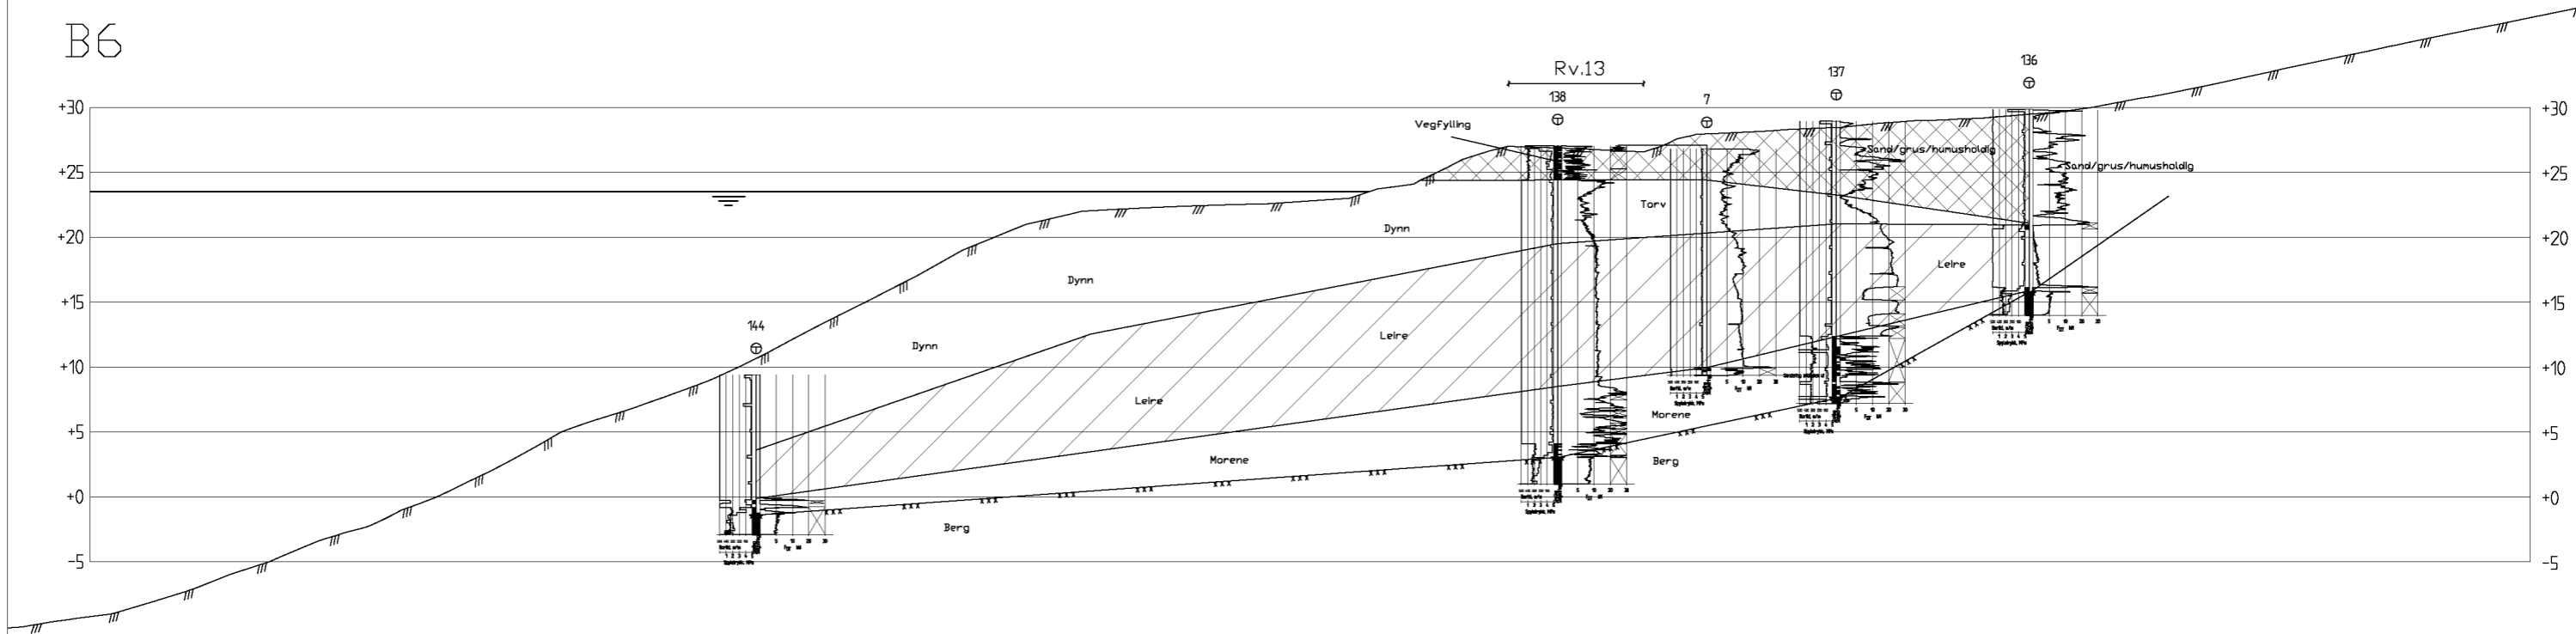 B6
Rv.13
136
137
138
7
+30
+30
Vegfylling
Sand/grus/humusholdig
Sand/grus/humusholdig
+25
+25
Torv
Dynn
+20
+20
Leire
Dynn
+15
+15
144
Leire
Dynn
+10
+10
Leire
Morene
+5
+5
Morene
Berg
+0
+0
Berg
-5
-5